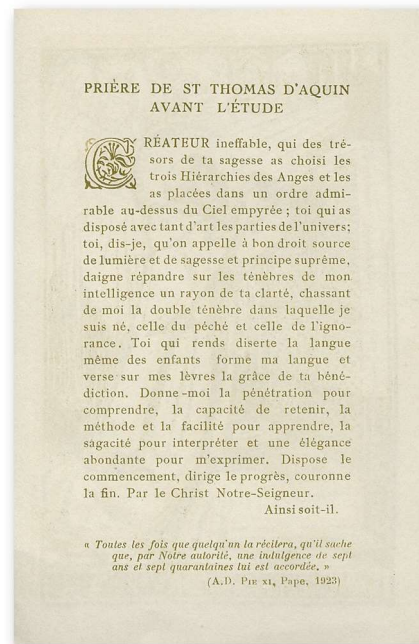 PRIÈRE DE ST THOMAS D'AQUIN
AVANT L'ÉTUDE
CRÉATEUR ineffable, qui des tré-
sors de ta sagesse as choisi les
trois Hiérarchies des Anges et les
as placées dans un ordre admi-
rable au-dessus du Ciel empyrée ; toi qui as
disposé avec tant d'art les parties de l'univers;
toi, dis-je, qu'on appelle à bon droit source
de lumière et de sagesse et principe suprême,
daigne répandre sur les ténèbres de mon
intelligence un rayon de ta clarté, chassant
de moi la double ténèbre dans laquelle je
suis né, celle du péché et celle de l'igno-
rance. Toi qui rends diserte la langue
même des enfants forme ma langue et
verse sur mes lèvres la grâce de ta béné-
diction. Donne-moi la pénétration pour
comprendre, la capacité de retenir, la
méthode et la facilité pour apprendre, la
sagacité pour interpréter et une élégance
abondante pour m'exprimer. Dispose le
commencement, dirige le progrès, couronne
la fin. Par le Christ Notre-Seigneur.
Ainsi soit-il.
« Toutes les fois que quelqu'un la récitera, qu'il sache
que, par Notre autorité, une indulgence de sept
ans et sept quarantaines lui est accordée. »
(A.D. PIE XI, Pape, 1923)